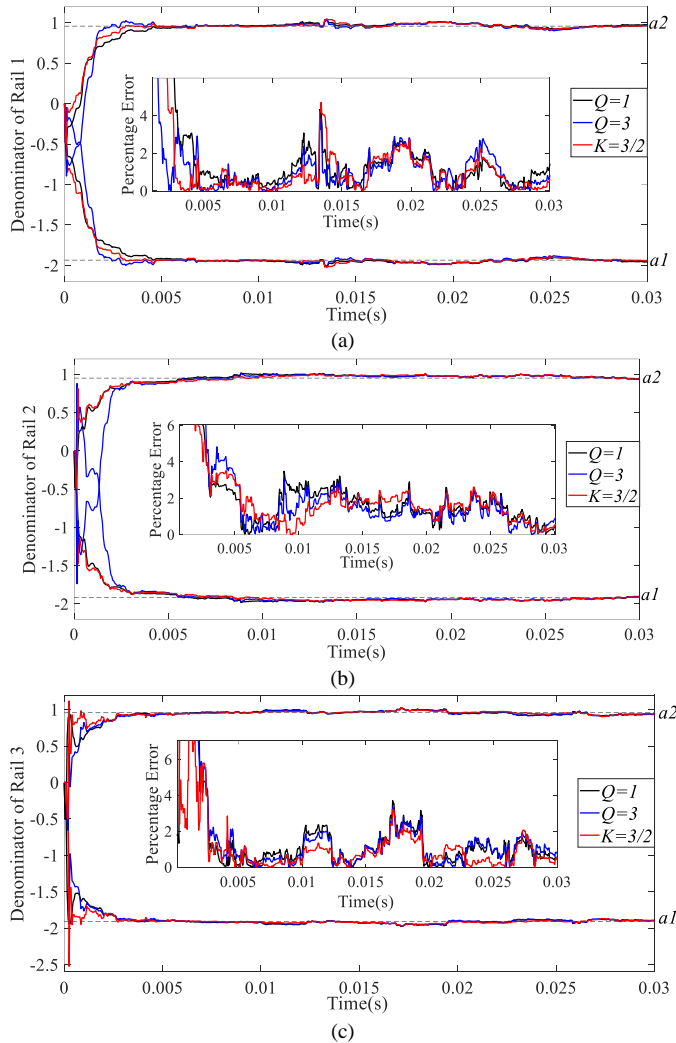 1
0.5
0
-0.5
-1
-1.5
-2
Denominator of Rail 1
a2
a1
4
2
0
Percentage Error
0.005
0.01
0.015
0.02
0.025
0.03
Time(s)
Q=1
Q=3
K=3/2
0
0.005
0.01
0.015
0.02
0.025
0.03
Time(s)
(a)
1
0.5
0
-0.5
-1
-1.5
-2
Denominator of Rail 2
a2
a1
6
4
2
0
Percentage Error
0.005
0.01
0.015
0.02
0.025
0.03
Time(s)
Q=1
Q=3
K=3/2
0
0.005
0.01
0.015
0.02
0.025
0.03
Time(s)
(b)
1
0.5
0
-0.5
-1
-1.5
-2
-2.5
Denominator of Rail 3
a2
a1
6
4
2
0
Percentage Error
0.005
0.01
0.015
0.02
0.025
0.03
Time(s)
Q=1
Q=3
K=3/2
0
0.005
0.01
0.015
0.02
0.025
0.03
Time(s)
(c)